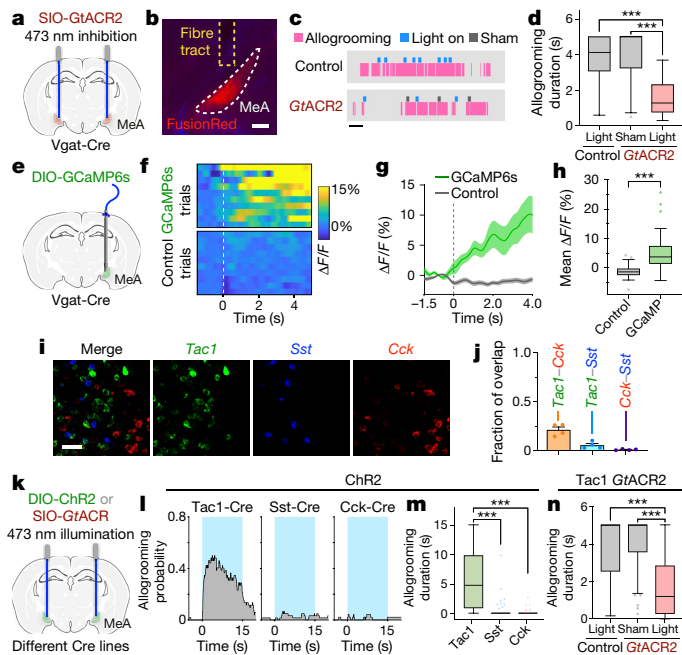 a
SIO-GtACR2
473 nm inhibition
MeA
Vgat-Cre
b
Fibre
tract
MeA
FusionRed
c
Allogrooming
Light on
Sham
Control
GtACR2
d
Allogrooming
duration (s)
6
4
2
0
***
***
Light
Sham
Light
Control
GtACR2
e
DIO-GCaMP6s
MeA
Vgat-Cre
f
GCaMP6s
trials
Control
trials
0
2
4
Time (s)
15%
0%
ΔF/F
g
GCaMP6s
Control
ΔF/F (%)
15
10
5
0
−1.5
0
2.0
4.0
Time (s)
h
Mean ΔF/F (%)
30
20
10
0
***
Control
GCaMP
i
Merge
Tac1
Sst
Cck
j
Fraction of overlap
1.0
0.5
0
Tac1–Cck
Tac1–Sst
Cck–Sst
k
DIO-ChR2 or
SIO-GtACR
473 nm illumination
MeA
Different Cre lines
ChR2
l
Tac1-Cre
Sst-Cre
Cck-Cre
Allogrooming
probability
0.8
0.4
0
0
15
0
15
0
15
Time (s)
Time (s)
Time (s)
m
Allogrooming
duration (s)
15
10
5
0
***
***
Tac1
Sst
Cck
Tac1 GtACR2
n
Allogrooming
duration (s)
6
4
2
0
***
***
Light
Sham
Light
Control
GtACR2